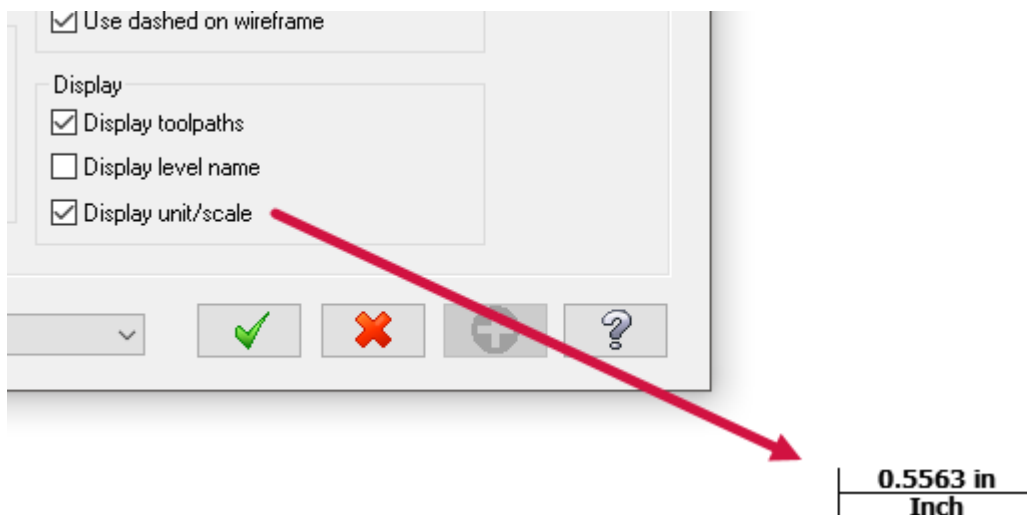 Use dashed on wireframe
Display
Display toolpaths
Display level name
Display unit/scale
0.5563 in
Inch